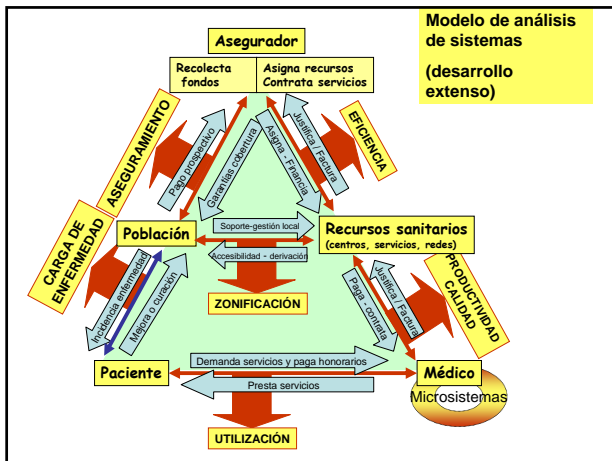 Modelo de análisis
de sistemas
(desarrollo
extenso)
Asegurador
Recolecta
fondos
Asigna recursos
Contrata servicios
ASEGURAMIENTO
Pago prospectivo
Garantías cobertura
Asigna - Financia
Justifica / Factura
EFICIENCIA
CARGA DE
ENFERMEDAD
Población
Soporte-gestión local
Accesibilidad - derivación
Recursos sanitarios
(centros, servicios, redes)
ZONIFICACIÓN
Incidencia enfermedad
Mejora o curación
Paga - contrata
Justifica / Factura
PRODUCTIVIDAD
CALIDAD
Paciente
Demanda servicios y paga honorarios
Presta servicios
Médico
Microsistemas
UTILIZACIÓN